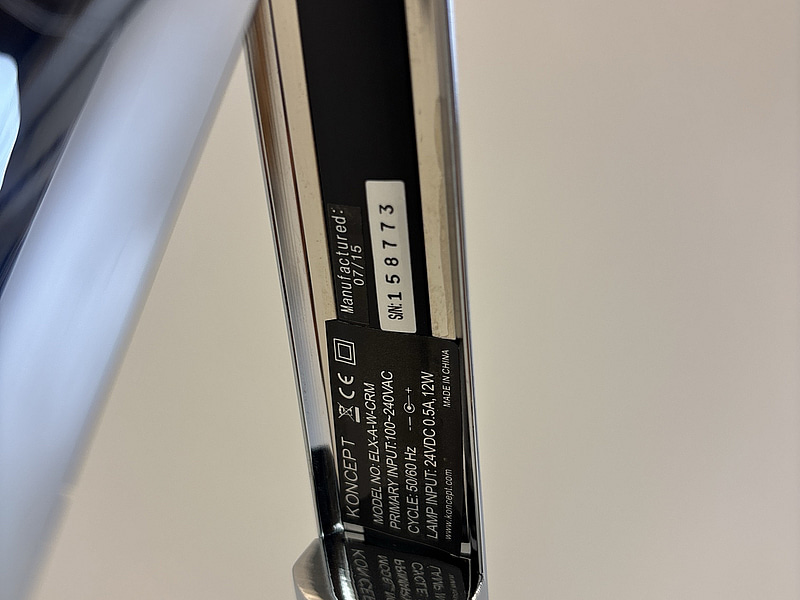 Manufactured:
07/15
S/N: 158773
KONCEPT
MODEL NO: ELX-A-W-CRM
PRIMARY INPUT:100~240VAC
CYCLE: 50/60 Hz - +
LAMP INPUT: 24VDC 0.5A,12W
www.koncept.com MADE IN CHINA